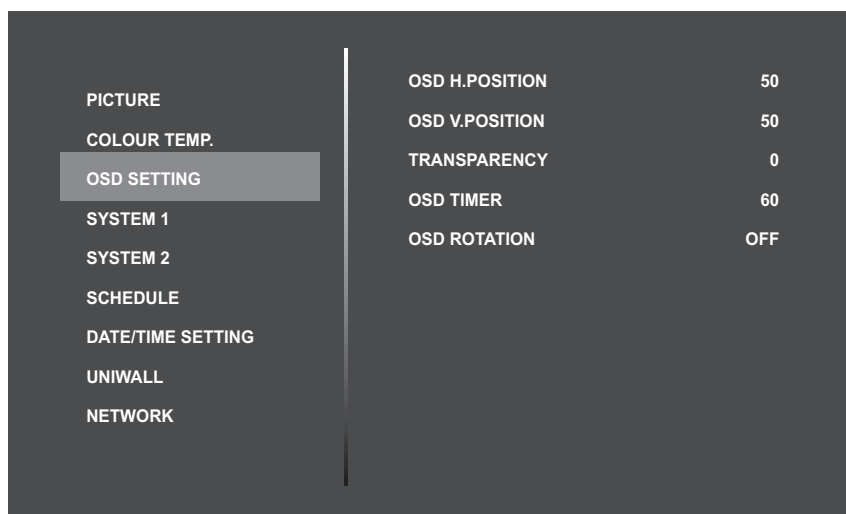 PICTURE
COLOUR TEMP.
OSD SETTING
SYSTEM 1
SYSTEM 2
SCHEDULE
DATE/TIME SETTING
UNIWALL
NETWORK
OSD H.POSITION 50
OSD V.POSITION 50
TRANSPARENCY 0
OSD TIMER 60
OSD ROTATION OFF